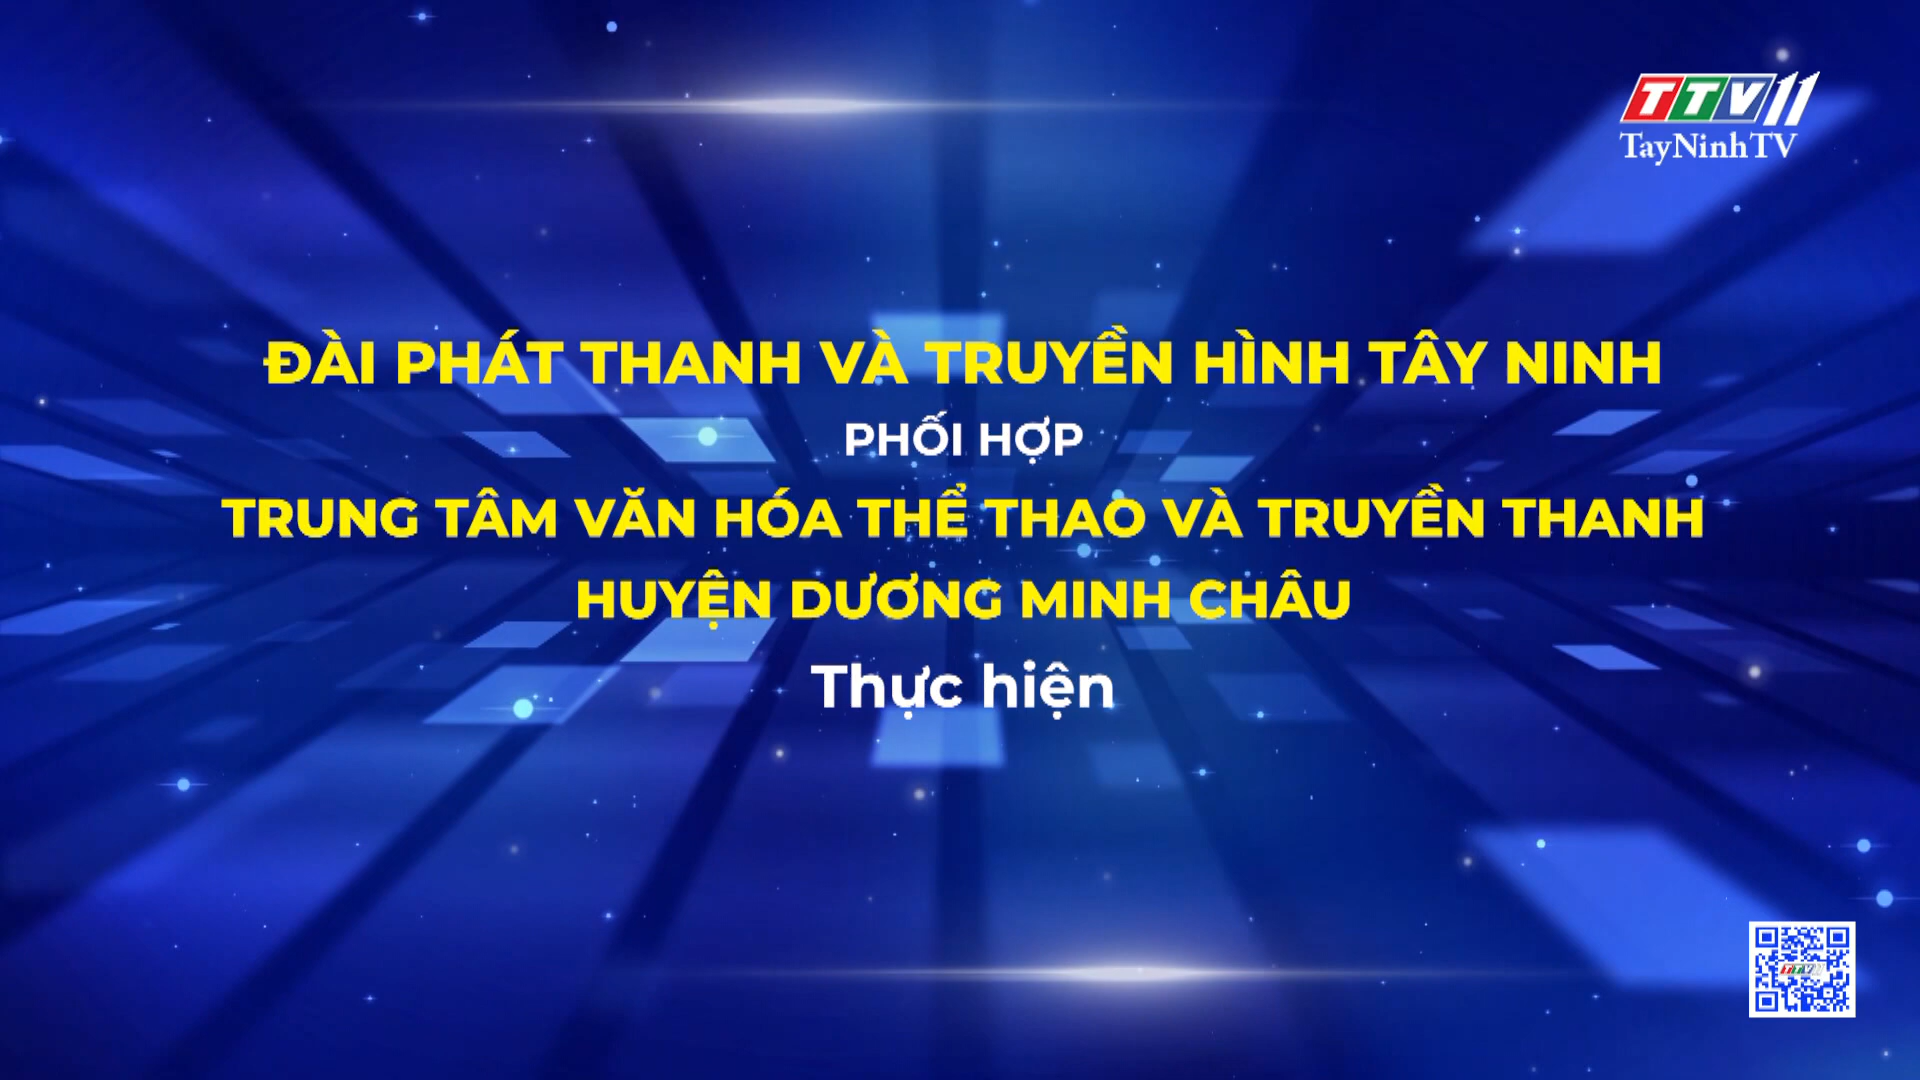 TTV11
TayNinhTV
ĐÀI PHÁT THANH VÀ TRUYỀN HÌNH TÂY NINH
PHỐI HỢP
TRUNG TÂM VĂN HÓA THỂ THAO VÀ TRUYỀN THANH
HUYỆN DƯƠNG MINH CHÂU
Thực hiện
TTV11